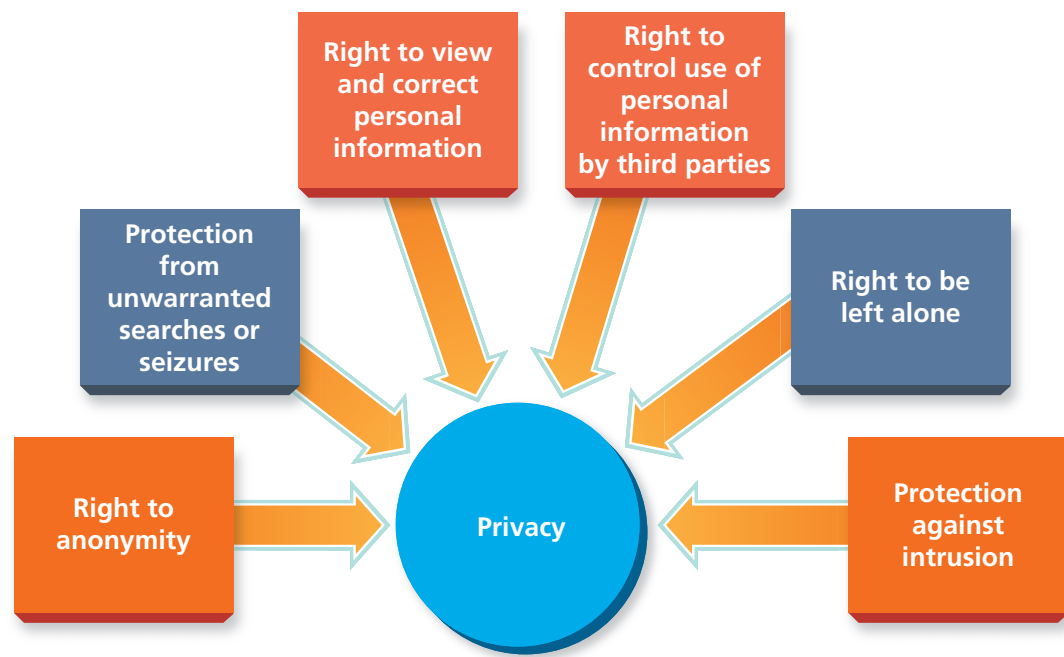 Right to view
and correct
personal
information
Right to
control use of
personal
information
by third parties
Protection
from
unwarranted
searches or
seizures
Right to be
left alone
Right to
anonymity
Privacy
Protection
against
intrusion